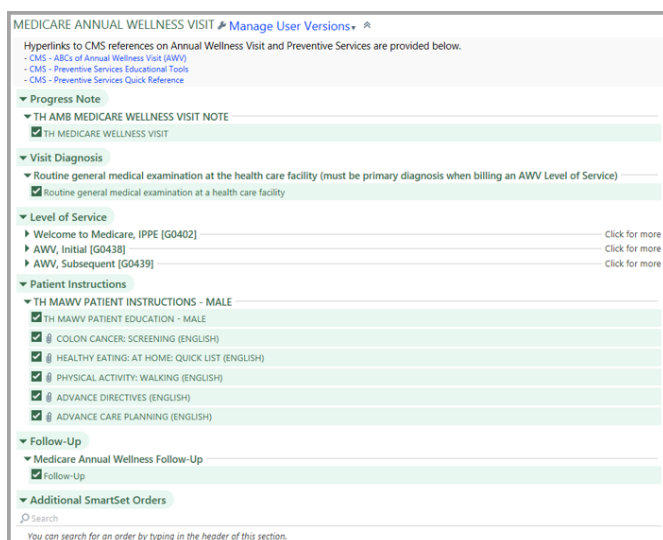 MEDICARE ANNUAL WELLNESS VISIT Manage User Versions
Hyperlinks to CMS references on Annual Wellness Visit and Preventive Services are provided below.
- CMS - ABCs of Annual Wellness Visit (AWV)
- CMS - Preventive Services Educational Tools
- CMS - Preventive Services Quick Reference
Progress Note
TH AMB MEDICARE WELLNESS VISIT NOTE
TH MEDICARE WELLNESS VISIT
Visit Diagnosis
Routine general medical examination at the health care facility (must be primary diagnosis when billing an AWV Level of Service)
Routine general medical examination at a health care facility
Level of Service
Welcome to Medicare, IPPE [G0402] Click for more
AWV, Initial [G0438] Click for more
AWV, Subsequent [G0439] Click for more
Patient Instructions
TH MAWV PATIENT INSTRUCTIONS - MALE
TH MAWV PATIENT EDUCATION - MALE
COLON CANCER: SCREENING (ENGLISH)
HEALTHY EATING: AT HOME: QUICK LIST (ENGLISH)
PHYSICAL ACTIVITY: WALKING (ENGLISH)
ADVANCE DIRECTIVES (ENGLISH)
ADVANCE CARE PLANNING (ENGLISH)
Follow-Up
Medicare Annual Wellness Follow-Up
Follow-Up
Additional SmartSet Orders
Search
You can search for an order by typing in the header of this section.